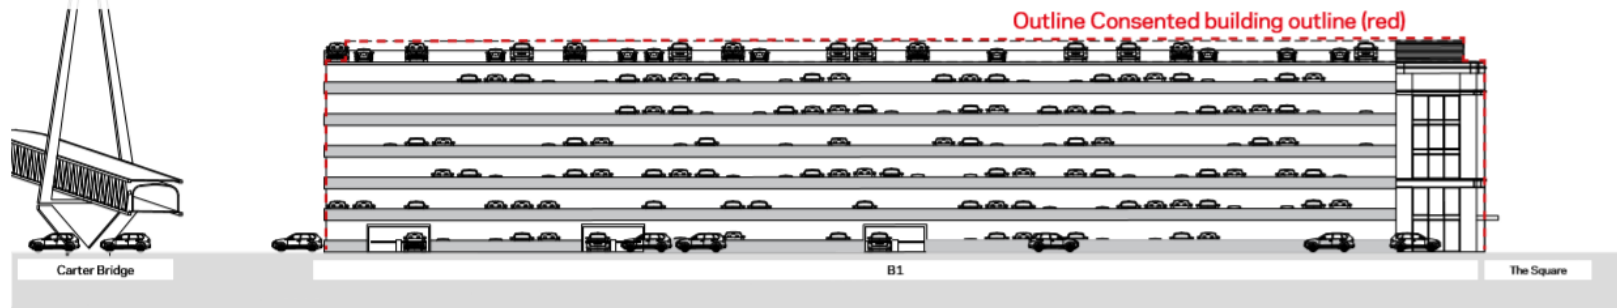 Outline Consented building outline (red)
Carter Bridge
B1
The Square